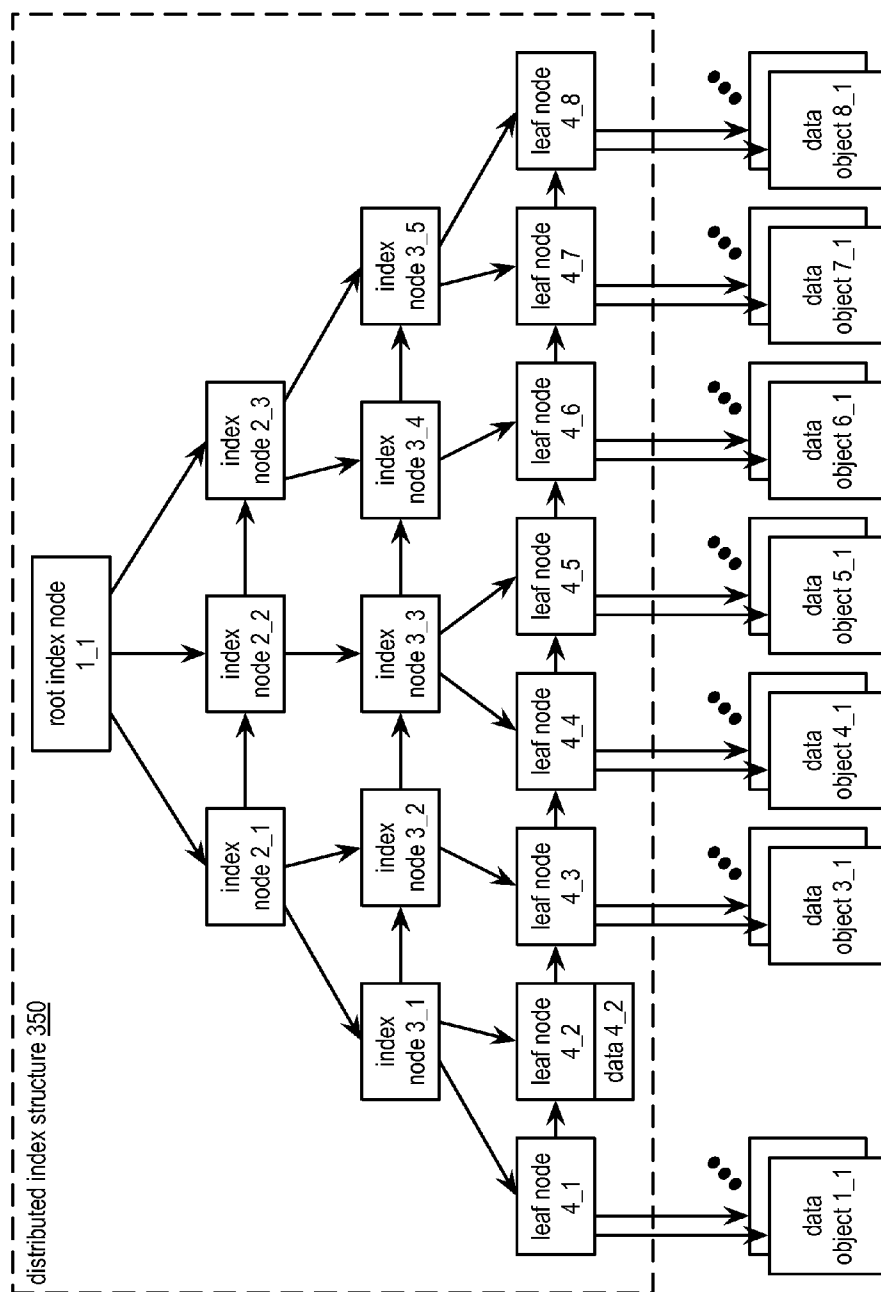 distributed index structure 350
root index node
1_1
index
node 2_1
index
node 2_2
index
node 2_3
index
node 3_1
index
node 3_2
index
node 3_3
index
node 3_4
index
node 3_5
leaf node
4_1
leaf node
4_2
data 4_2
leaf node
4_3
leaf node
4_4
leaf node
4_5
leaf node
4_6
leaf node
4_7
leaf node
4_8
data
object 1_1
data
object 3_1
data
object 4_1
data
object 5_1
data
object 6_1
data
object 7_1
data
object 8_1